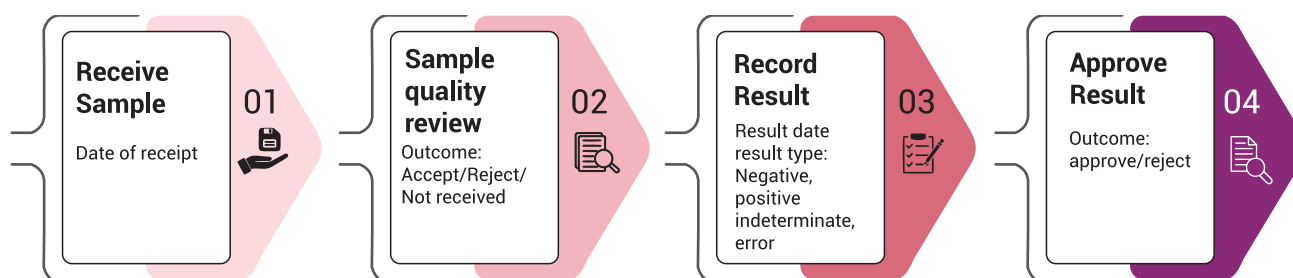 Receive
Sample
Date of receipt
01
Sample
quality
review
Outcome:
Accept/Reject/
Not received
02
Record
Result
Result date
result type:
Negative,
positive
indeterminate,
error
03
Approve
Result
Outcome:
approve/reject
04